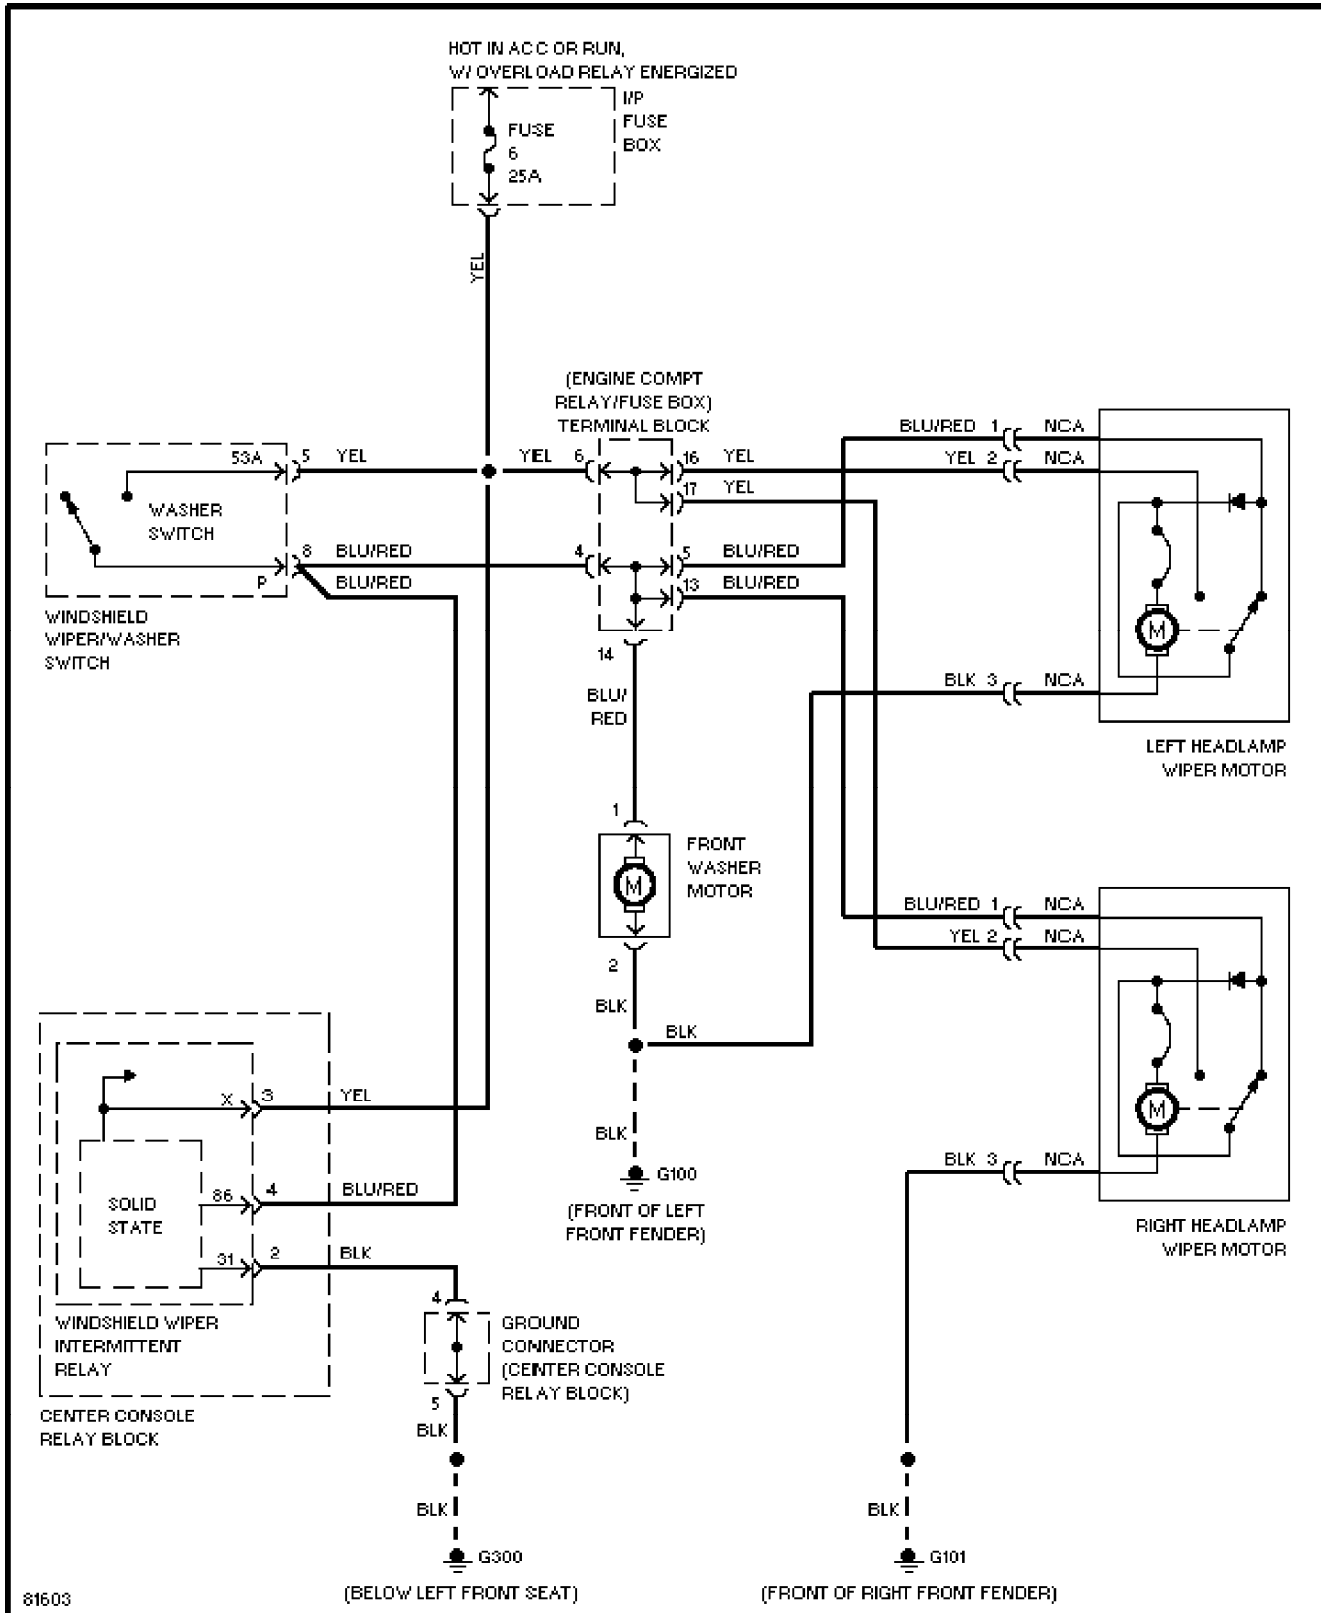 HOT IN ACC OR RUN,
W/ OVERLOAD RELAY ENERGIZED
I/P
FUSE
BOX
FUSE
6
25A
YEL
(ENGINE COMPT
RELAY/FUSE BOX)
TERMINAL BLOCK
53A 5 YEL
YEL 6
16 YEL
17 YEL
WASHER
SWITCH
P 8 BLU/RED
BLU/RED
4
5 BLU/RED
13 BLU/RED
WINDSHIELD
WIPER/WASHER
SWITCH
14
BLU/
RED
BLU/RED 1 NCA
YEL 2 NCA
M
BLK 3 NCA
LEFT HEADLAMP
WIPER MOTOR
1
M
FRONT
WASHER
MOTOR
2
BLK
BLK
BLK
G100
(FRONT OF LEFT
FRONT FENDER)
BLU/RED 1 NCA
YEL 2 NCA
M
BLK 3 NCA
RIGHT HEADLAMP
WIPER MOTOR
X 3 YEL
SOLID
STATE
86 4 BLU/RED
31 2 BLK
WINDSHIELD WIPER
INTERMITTENT
RELAY
CENTER CONSOLE
RELAY BLOCK
4
GROUND
CONNECTOR
(CENTER CONSOLE
RELAY BLOCK)
5
BLK
BLK
G300
(BELOW LEFT FRONT SEAT)
BLK
G101
(FRONT OF RIGHT FRONT FENDER)
81603